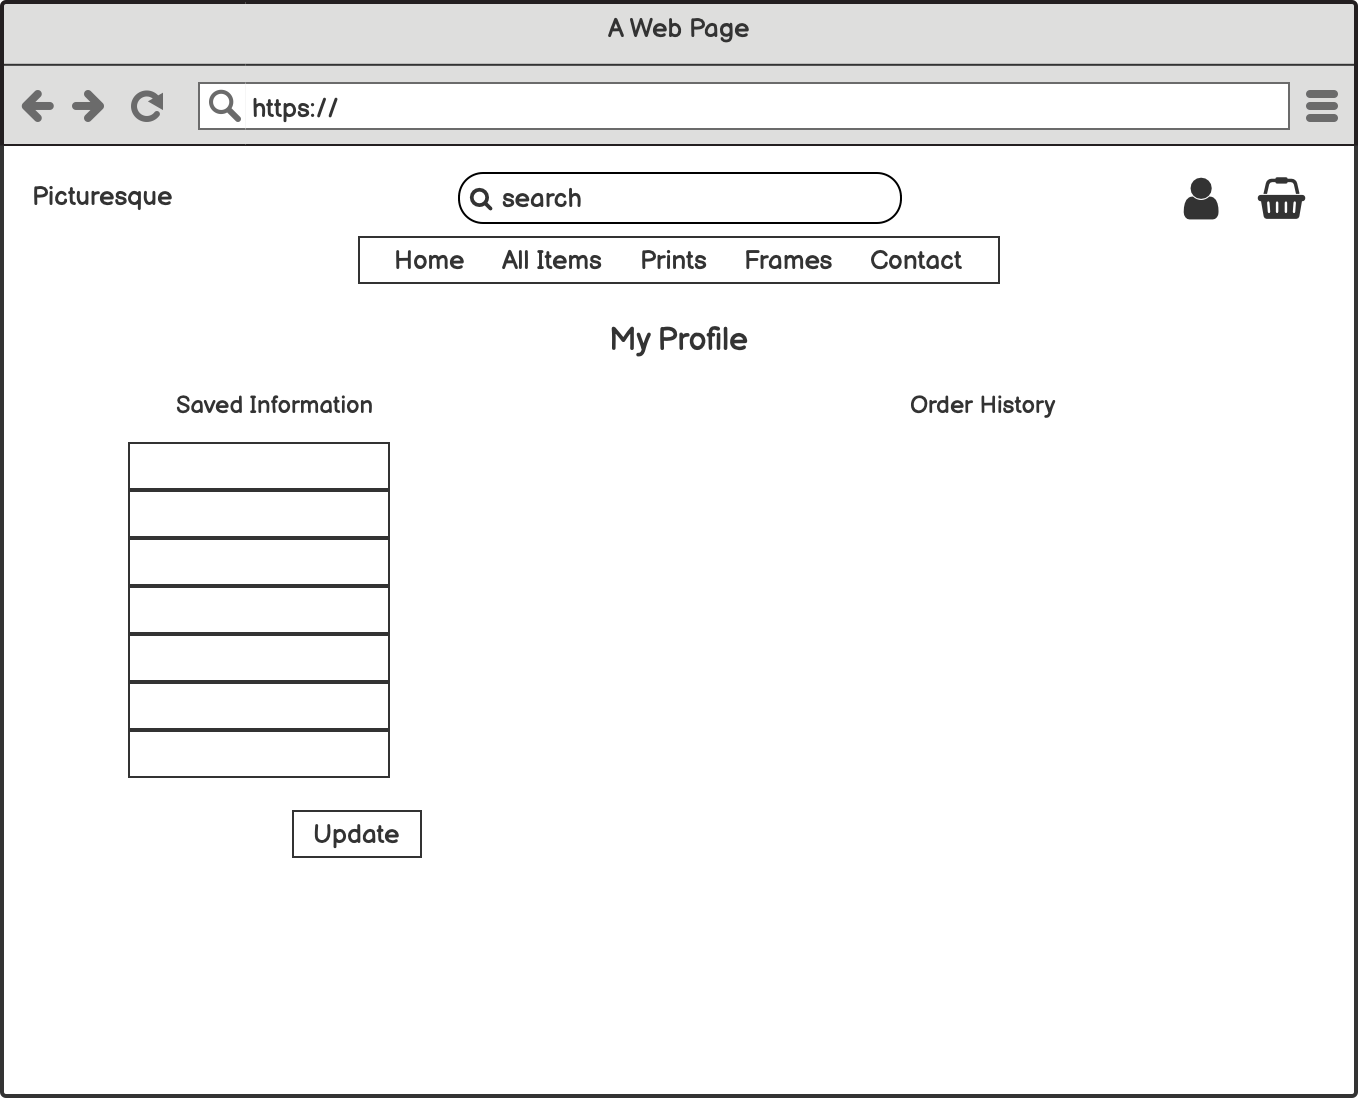 A Web Page
https://
Picturesque
search
Home All Items Prints Frames Contact
My Profile
Saved Information
Order History
Update